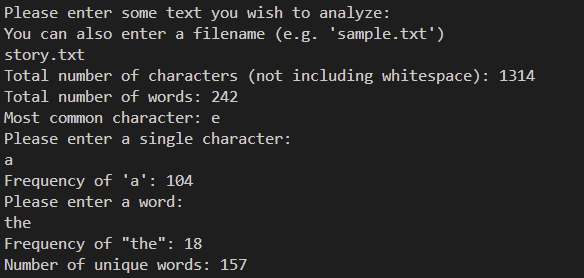 Please enter some text you wish to analyze:
You can also enter a filename (e.g. 'sample.txt')
story.txt
Total number of characters (not including whitespace): 1314
Total number of words: 242
Most common character: e
Please enter a single character:
a
Frequency of 'a': 104
Please enter a word:
the
Frequency of "the": 18
Number of unique words: 157